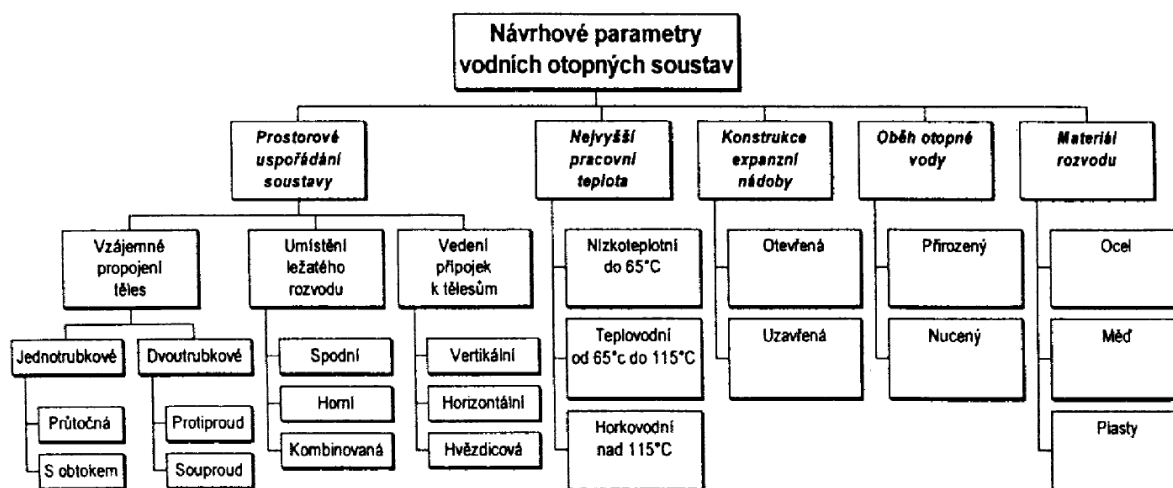 Návrhové parametry
vodních otopných soustav
Prostorové
uspořádání
soustavy
Nejvyšší
pracovní
teplota
Konstrukce
expanzní
nádoby
Oběh otopné
vody
Materiál
rozvodu
Vzájemné
propojení
těles
Umístění
ležatého
rozvodu
Vedení
přípojek
k tělesům
Nízkoteplotní
do 65°C
Otevřená
Přirozený
Ocel
Jednotrubkové
Dvoutrubkové
Spodní
Vertikální
Teplovodní
od 65°c do 115°C
Uzavřená
Nucený
Měď
Průtočná
Protiproud
Horní
Horizontální
S obtokem
Souproud
Kombinovaná
Hvězdicová
Horkovodní
nad 115°C
Plasty